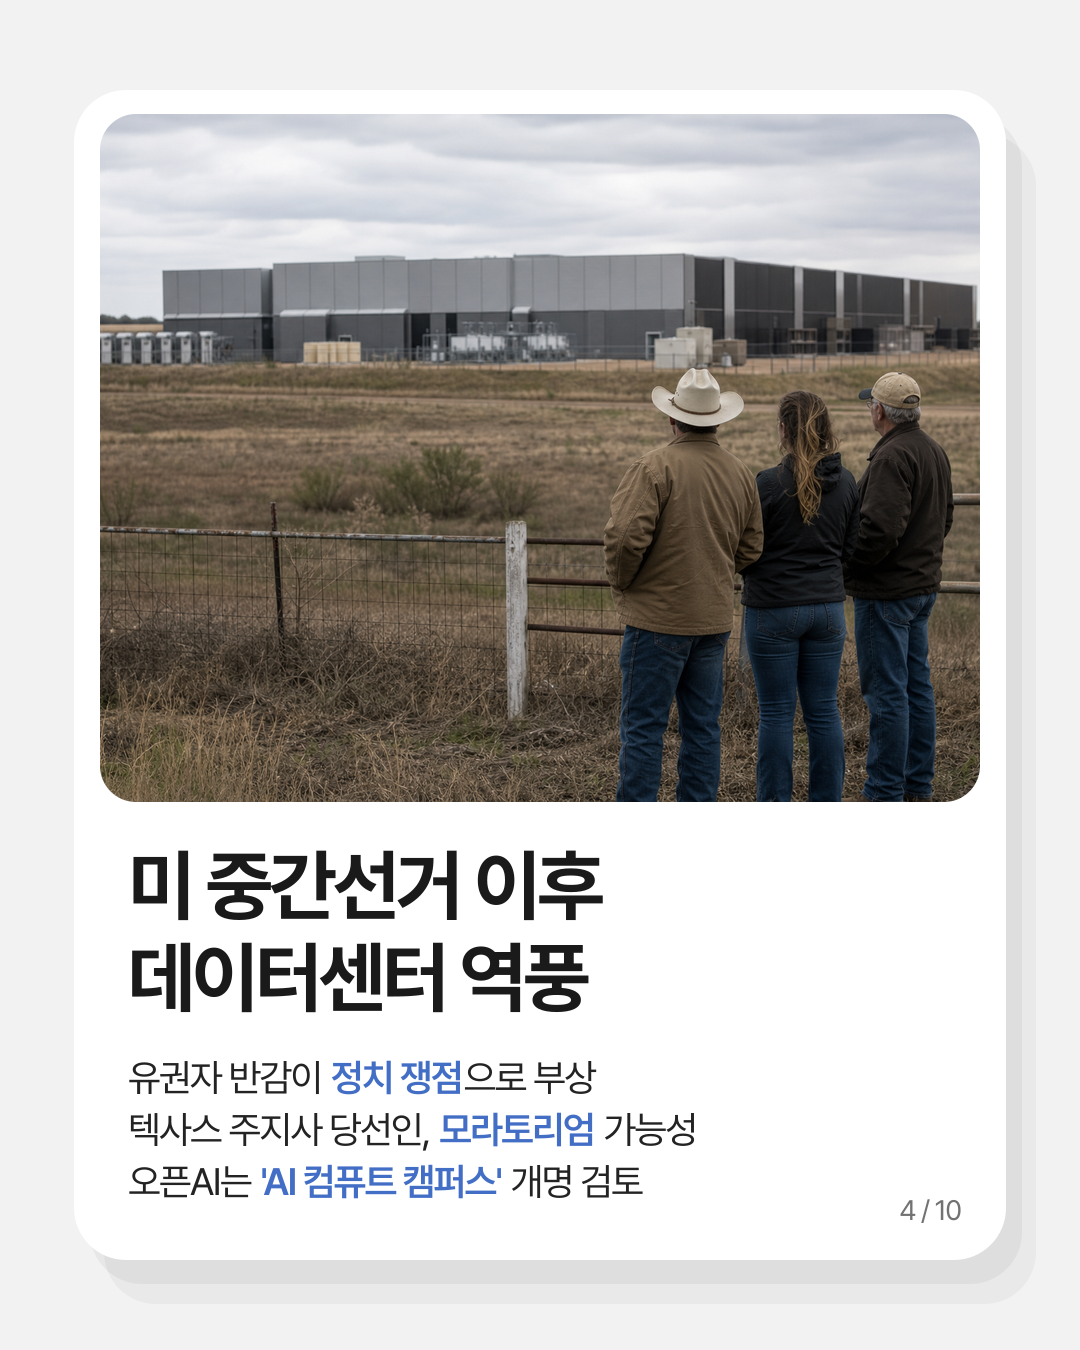 미 중간선거 이후
데이터센터 역풍
유권자 반감이 정치 쟁점으로 부상
텍사스 주지사 당선인, 모라토리엄 가능성
오픈AI는 'AI 컴퓨트 캠퍼스' 개명 검토
4 / 10